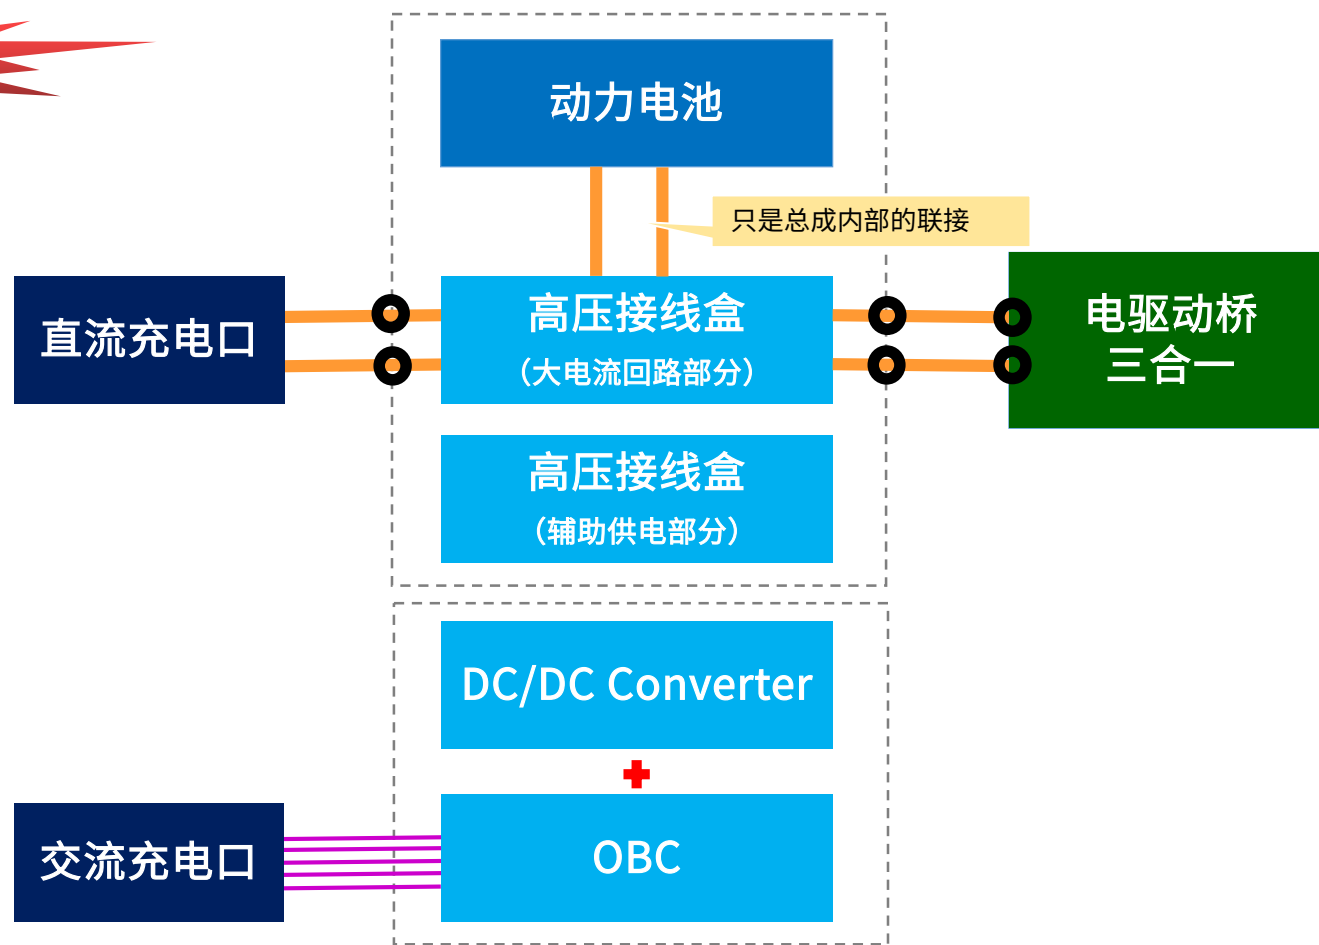 动力电池
只是总成内部的联接
直流充电口
高压接线盒
（大电流回路部分）
电驱动桥
三合一
高压接线盒
（辅助供电部分）
DC/DC Converter
交流充电口
OBC